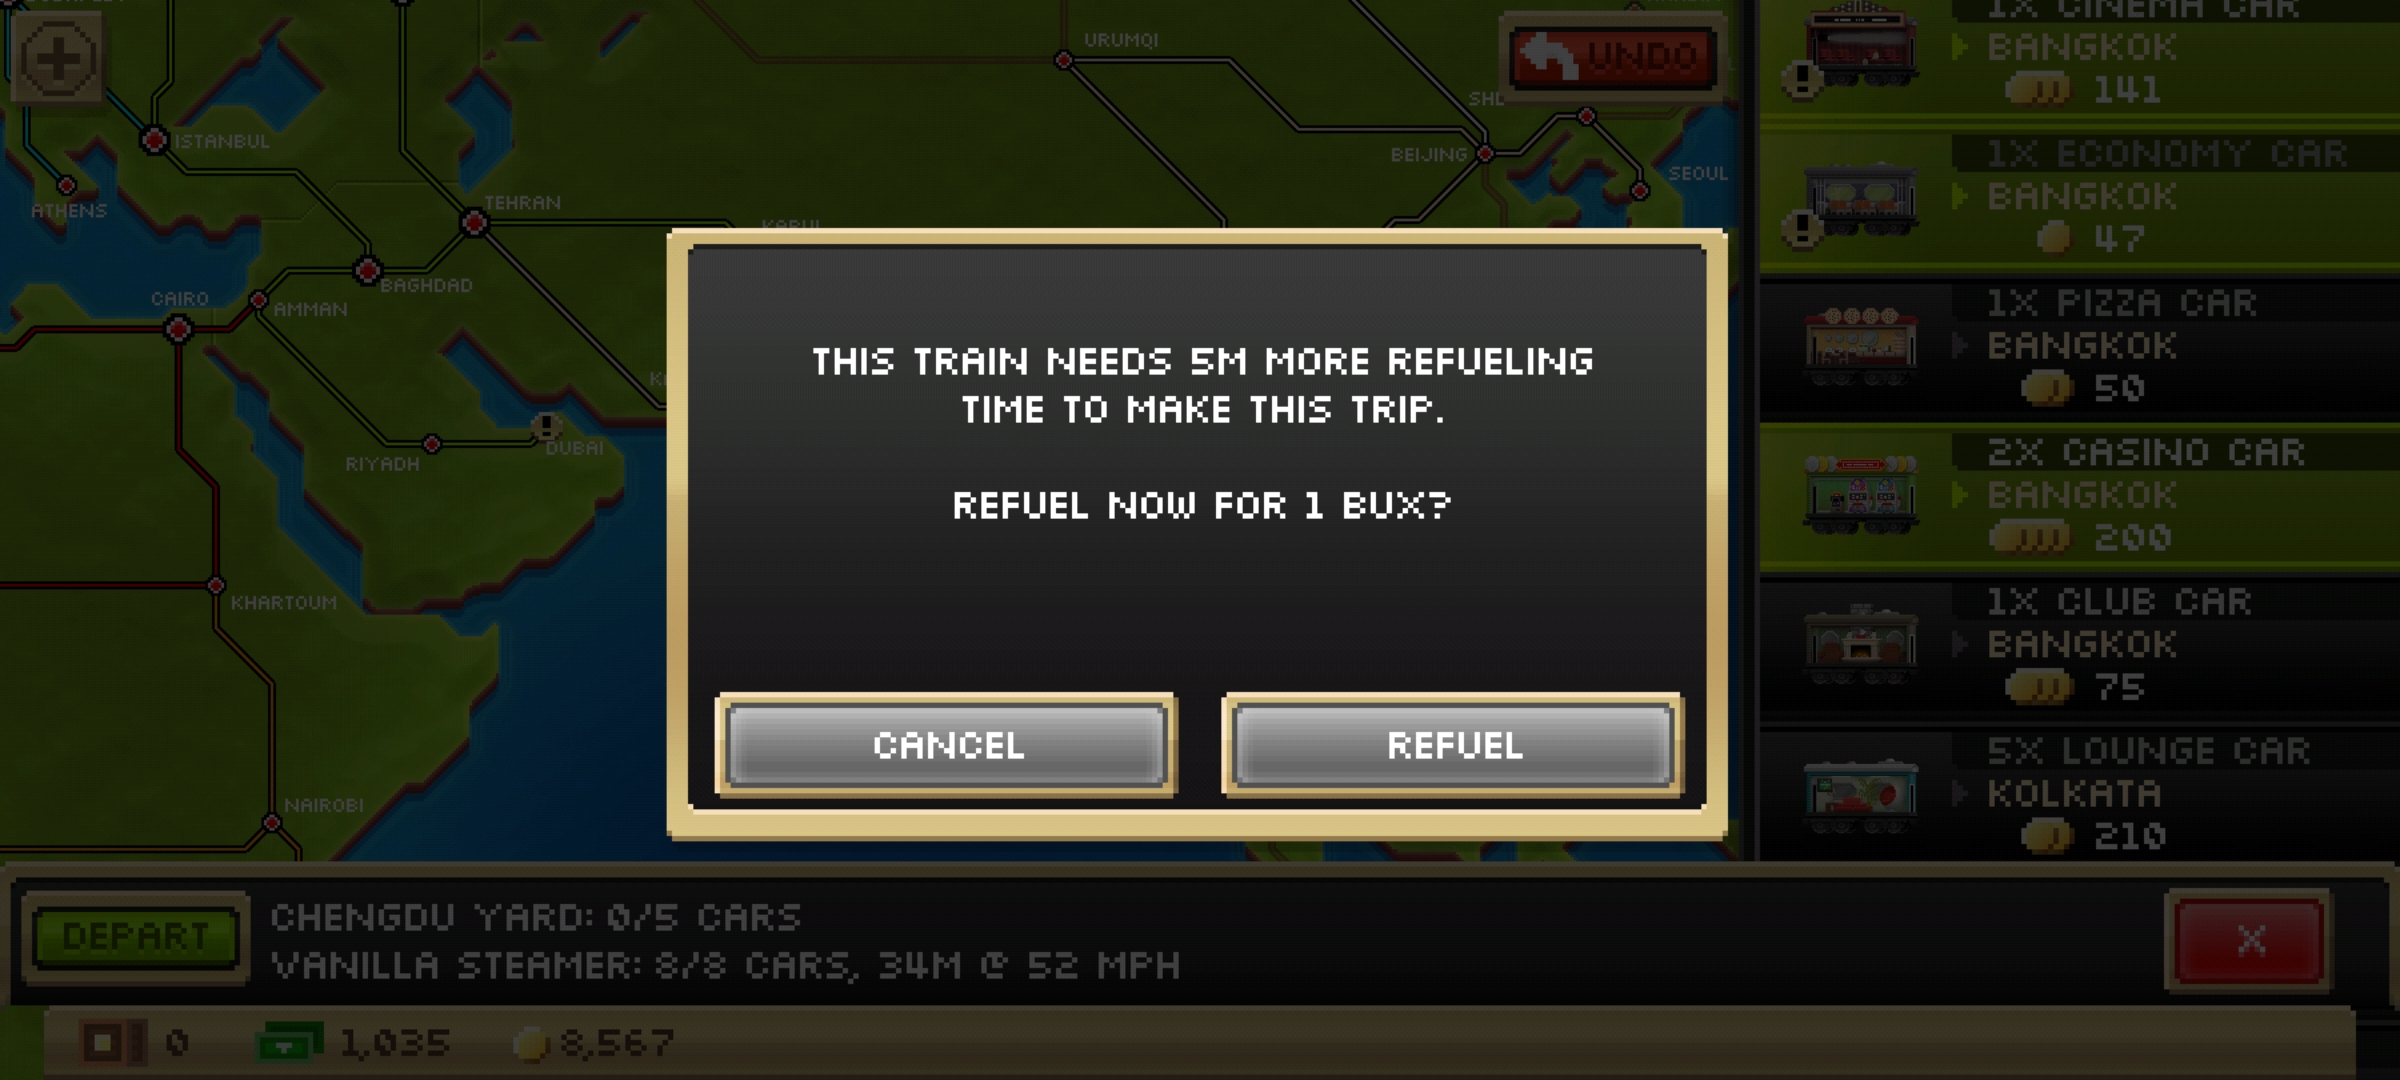 URUMQI
UNDO
ISTANBUL
BEIJING
SEOUL
ATHENS
TEHRAN
KABUL
CAIRO
BAGHDAD
AMMAN
RIYADH
DUBAI
KHARTOUM
NAIROBI
THIS TRAIN NEEDS 5M MORE REFUELING
TIME TO MAKE THIS TRIP.
REFUEL NOW FOR 1 BUX?
CANCEL
REFUEL
1X CINEMA CAR
BANGKOK
141
1X ECONOMY CAR
BANGKOK
47
1X PIZZA CAR
BANGKOK
50
2X CASINO CAR
BANGKOK
200
1X CLUB CAR
BANGKOK
75
5X LOUNGE CAR
KOLKATA
210
DEPART
CHENGDU YARD: 0/5 CARS
VANILLA STEAMER: 8/8 CARS, 34M @ 52 MPH
X
0
1,035
8,567